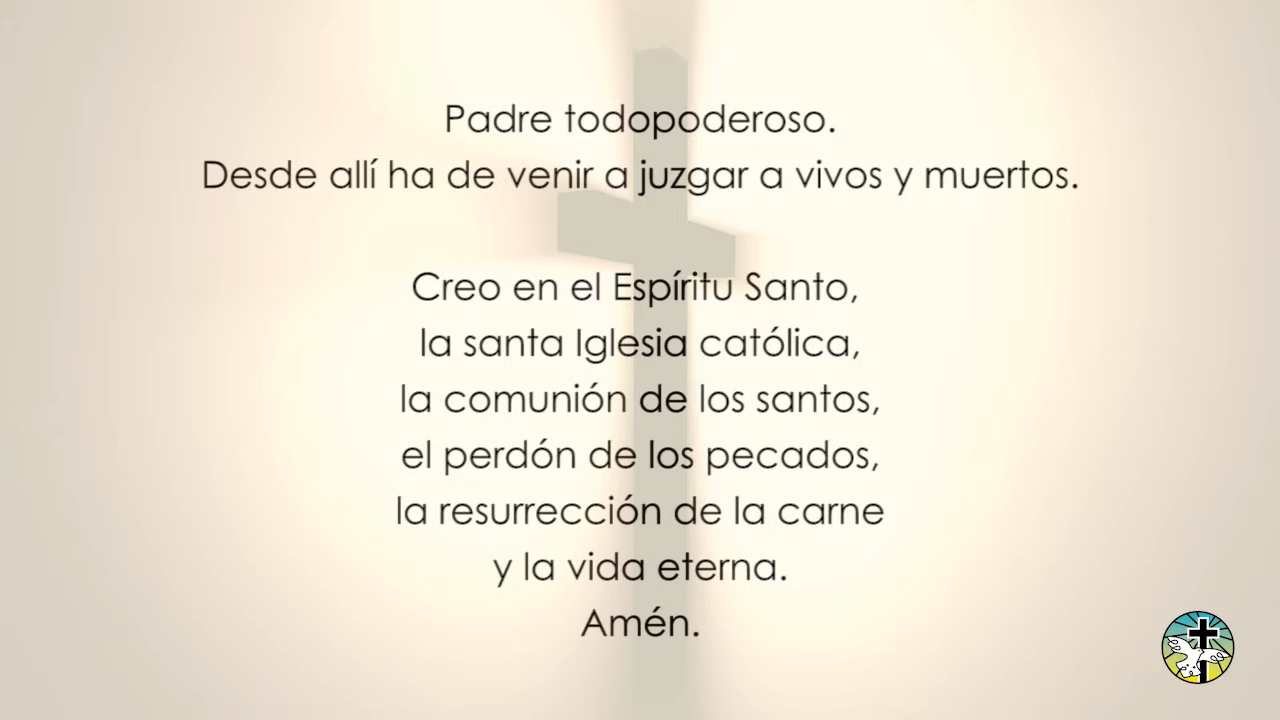 Padre todopoderoso.
Desde allí ha de venir a juzgar a vivos y muertos.
Creo en el Espíritu Santo,
la santa Iglesia católica,
la comunión de los santos,
el perdón de los pecados,
la resurrección de la carne
y la vida eterna.
Amén.